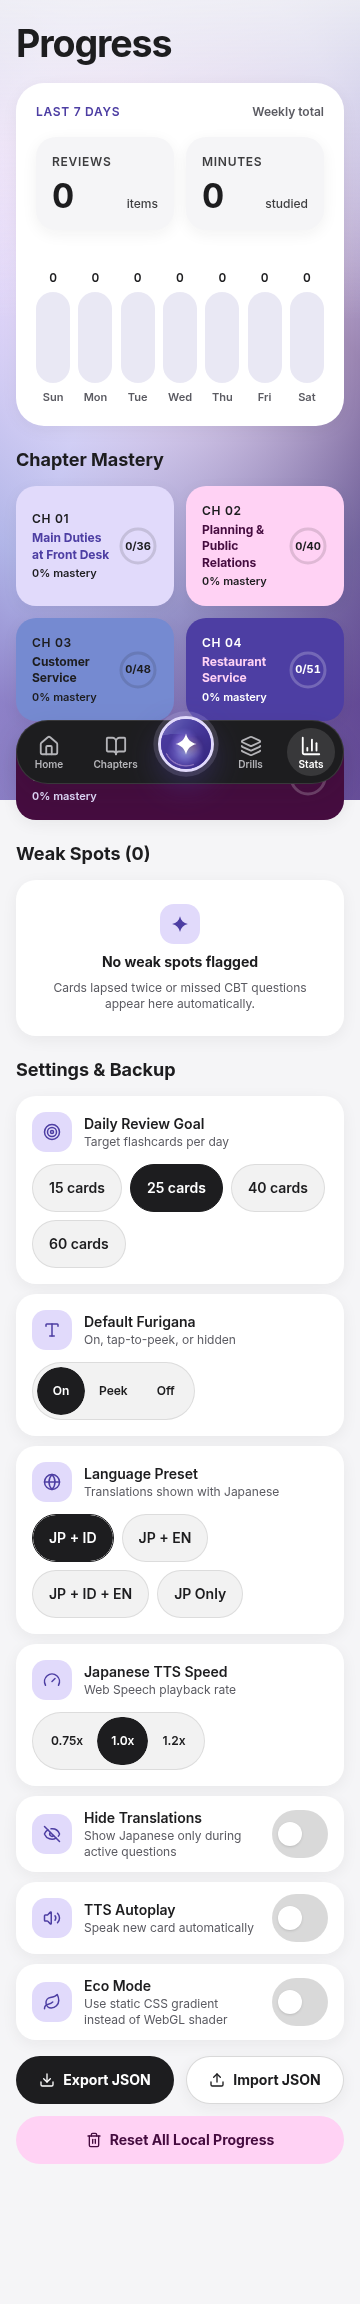 Progress
LAST 7 DAYS
Weekly total
REVIEWS
0
items
MINUTES
0
studied
0 0 0 0 0 0 0
Sun Mon Tue Wed Thu Fri Sat
Chapter Mastery
CH 01
Main Duties
at Front Desk
0% mastery
0/36
CH 02
Planning &
Public
Relations
0% mastery
0/40
CH 03
Customer
Service
0% mastery
0/48
CH 04
Restaurant
Service
0% mastery
0/51
Home
Chapters
Drills
Stats
0% mastery
Weak Spots (0)
No weak spots flagged
Cards lapsed twice or missed CBT questions
appear here automatically.
Settings & Backup
Daily Review Goal
Target flashcards per day
15 cards
25 cards
40 cards
60 cards
Default Furigana
On, tap-to-peek, or hidden
On
Peek
Off
Language Preset
Translations shown with Japanese
JP + ID
JP + EN
JP + ID + EN
JP Only
Japanese TTS Speed
Web Speech playback rate
0.75x
1.0x
1.2x
Hide Translations
Show Japanese only during
active questions
TTS Autoplay
Speak new card automatically
Eco Mode
Use static CSS gradient
instead of WebGL shader
Export JSON
Import JSON
Reset All Local Progress